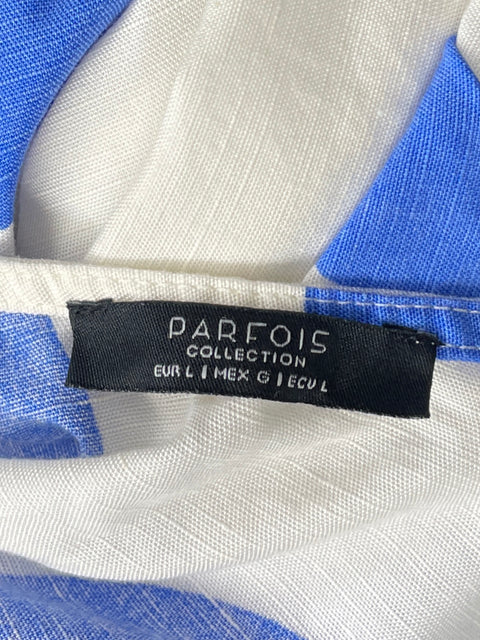 PARFOIS
COLLECTION
EUR L | MEX G | ECU L